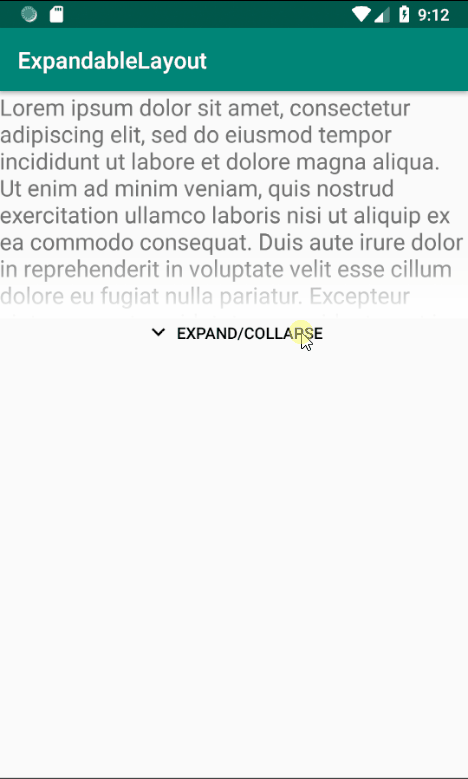 9:12
ExpandableLayout
Lorem ipsum dolor sit amet, consectetur
adipiscing elit, sed do eiusmod tempor
incididunt ut labore et dolore magna aliqua.
Ut enim ad minim veniam, quis nostrud
exercitation ullamco laboris nisi ut aliquip ex
ea commodo consequat. Duis aute irure dolor
in reprehenderit in voluptate velit esse cillum
dolore eu fugiat nulla pariatur. Excepteur
EXPAND/COLLAPSE